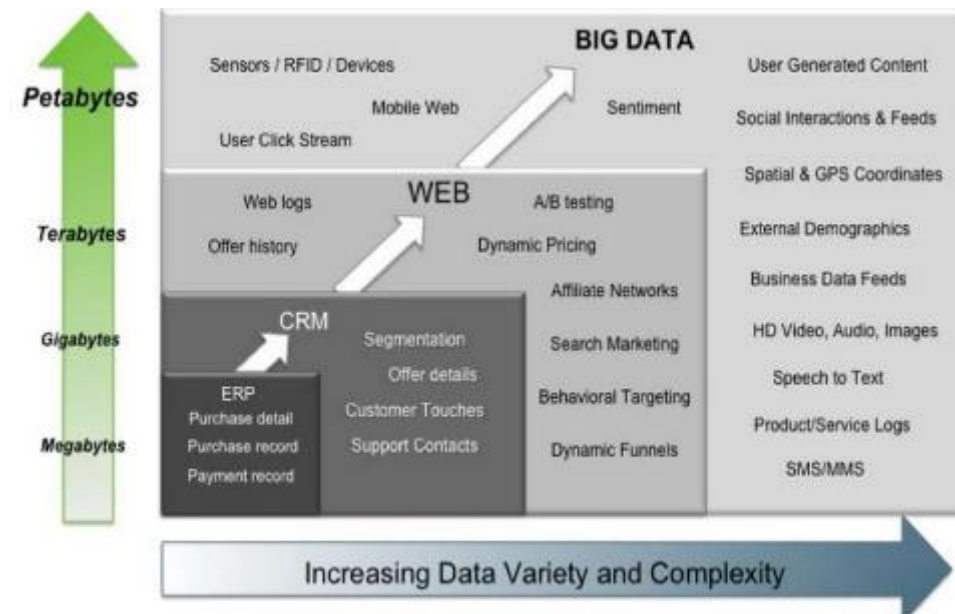 BIG DATA
Sensors / RFID / Devices
User Generated Content
Petabytes
Mobile Web
Sentiment
Social Interactions & Feeds
User Click Stream
Spatial & GPS Coordinates
WEB
Web logs
A/B testing
Terabytes
External Demographics
Offer history
Dynamic Pricing
Business Data Feeds
Affiliate Networks
CRM
Gigabytes
Segmentation
Search Marketing
HD Video, Audio, Images
Offer details
Speech to Text
ERP
Purchase detail
Customer Touches
Behavioral Targeting
Product/Service Logs
Megabytes
Purchase record
Support Contacts
Dynamic Funnels
Payment record
SMS/MMS
Increasing Data Variety and Complexity